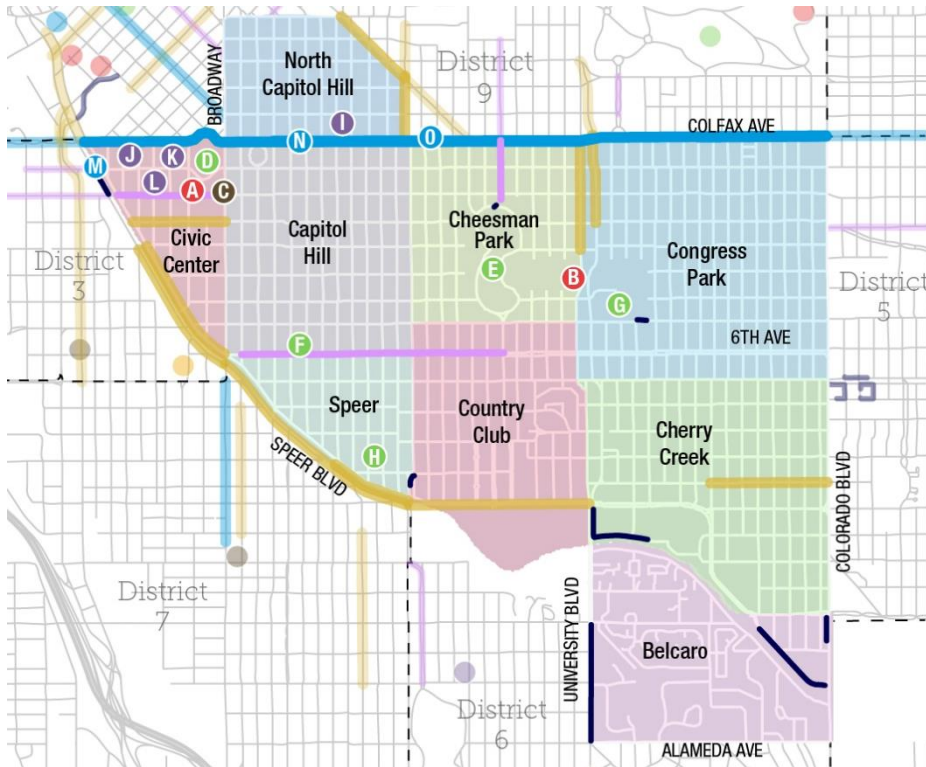 BROADWAY
North
Capitol Hill
District
9
COLFAX AVE
I
N
O
J
K
D
M
L
A
C
Civic
Center
Capitol
Hill
Cheesman
Park
E
B
Congress
Park
G
District
3
District
5
6TH AVE
F
Speer
Country
Club
Cherry
Creek
H
SPEER BLVD
COLORADO BLVD
District
7
UNIVERSITY BLVD
Belcaro
District
6
ALAMEDA AVE